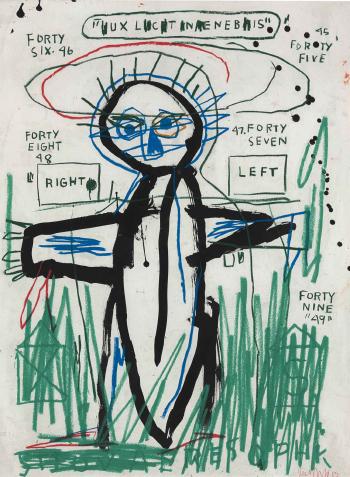 "LUX LUCIT IN TENEBRIS"
45
FORTY
SIX. 46
FORTY
FIVE
FORTY
EIGHT
48
47. FORTY
SEVEN
RIGHT
LEFT
FORTY
NINE
"49"